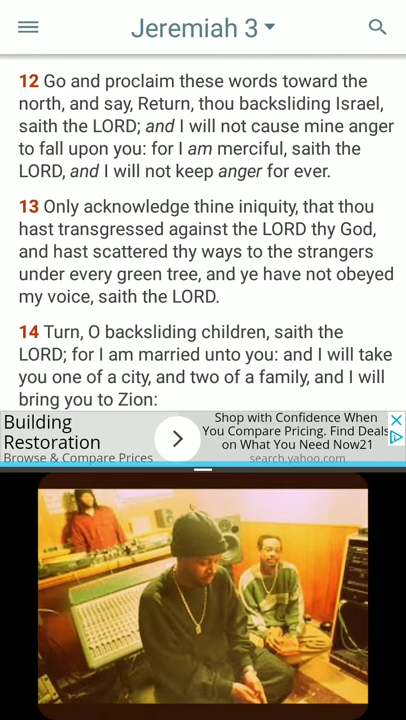 Jeremiah 3
12 Go and proclaim these words toward the
north, and say, Return, thou backsliding Israel,
saith the LORD; and I will not cause mine anger
to fall upon you: for I am merciful, saith the
LORD, and I will not keep anger for ever.
13 Only acknowledge thine iniquity, that thou
hast transgressed against the LORD thy God,
and hast scattered thy ways to the strangers
under every green tree, and ye have not obeyed
my voice, saith the LORD.
14 Turn, O backsliding children, saith the
LORD; for I am married unto you: and I will take
you one of a city, and two of a family, and I will
bring you to Zion:
Building
Restoration
Browse & Compare Prices
Shop with Confidence When
You Compare Pricing. Find Deals
on What You Need Now21
search.yahoo.com